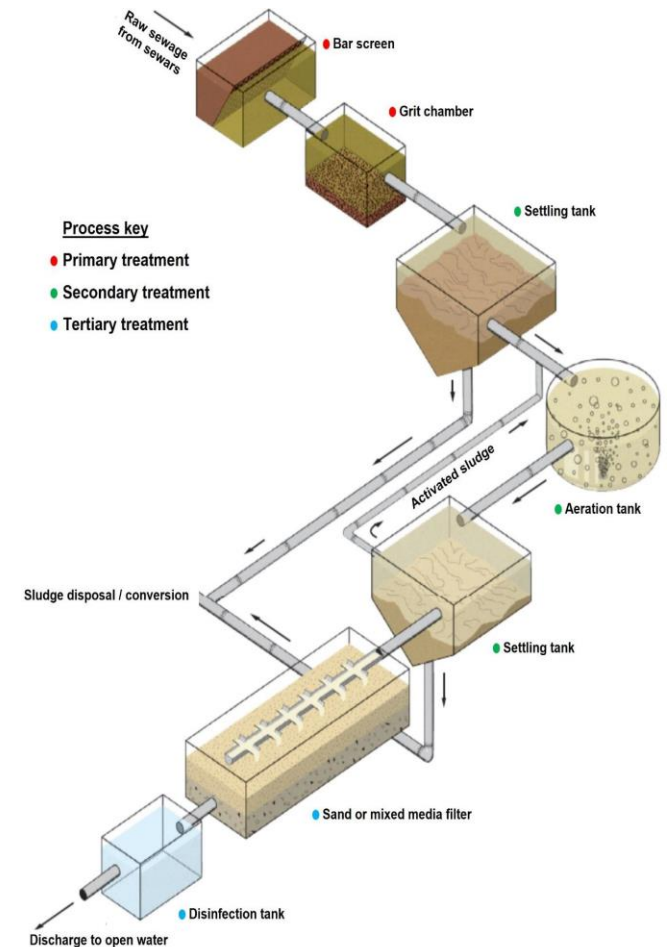 Raw sewage
from sewars
Bar screen
Grit chamber
Settling tank
Process key
Primary treatment
Secondary treatment
Tertiary treatment
Activated sludge
Aeration tank
Sludge disposal / conversion
Settling tank
Sand or mixed media filter
Disinfection tank
Discharge to open water